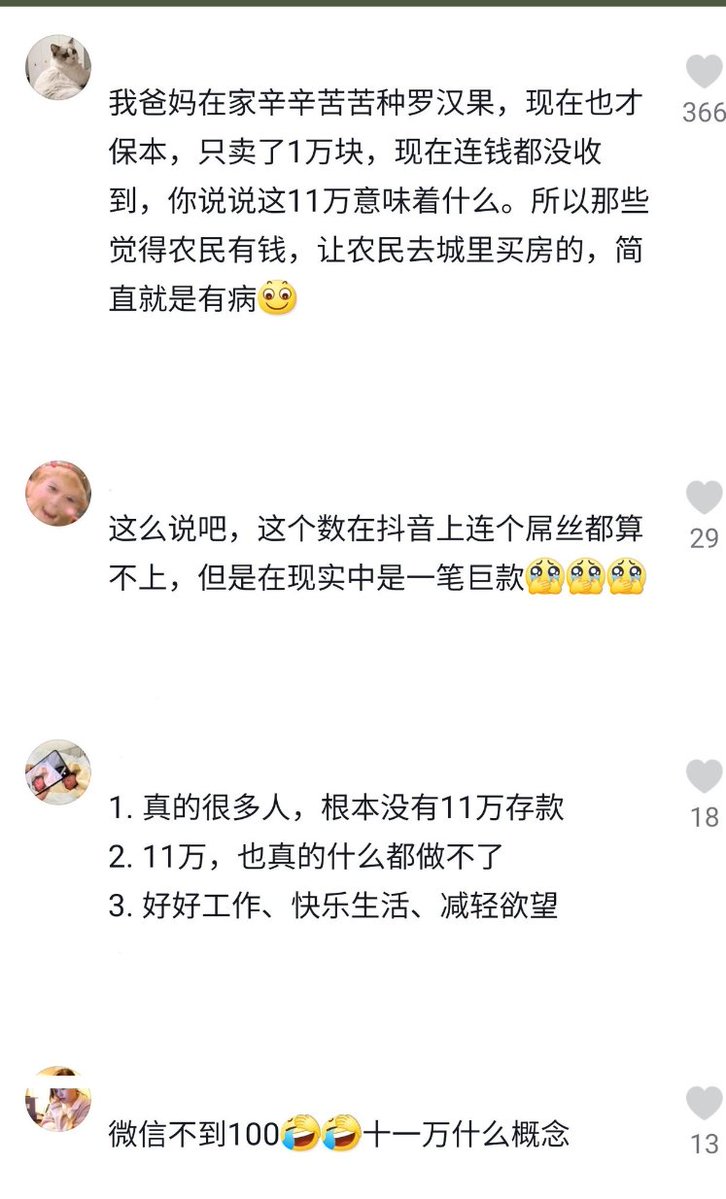 我爸妈在家辛辛苦苦种罗汉果，现在也才
366
保本，只卖了1万块，现在连钱都没收
到，你说说这11万意味着什么。所以那些
觉得农民有钱，让农民去城里买房的，简
直就是有病
这么说吧，这个数在抖音上连个屌丝都算
29
不上，但是在现实中是一笔巨款
1. 真的很多人，根本没有11万存款
18
2. 11万，也真的什么都做不了
3. 好好工作、快乐生活、减轻欲望
微信不到100十一万什么概念
13